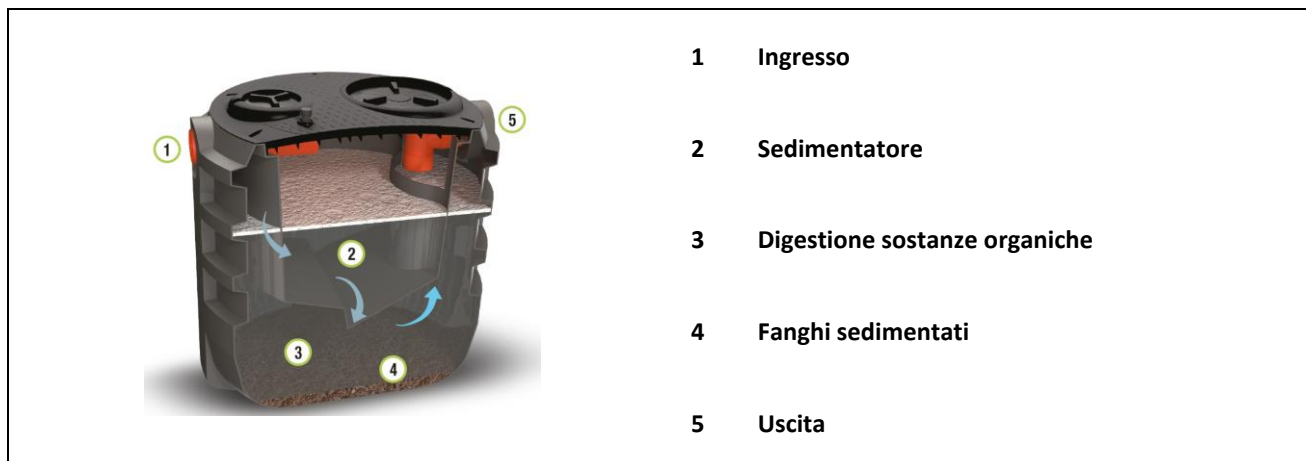 1 Ingresso
2 Sedimentatore
3 Digestione sostanze organiche
4 Fanghi sedimentati
5 Uscita
1
5
2
3
4